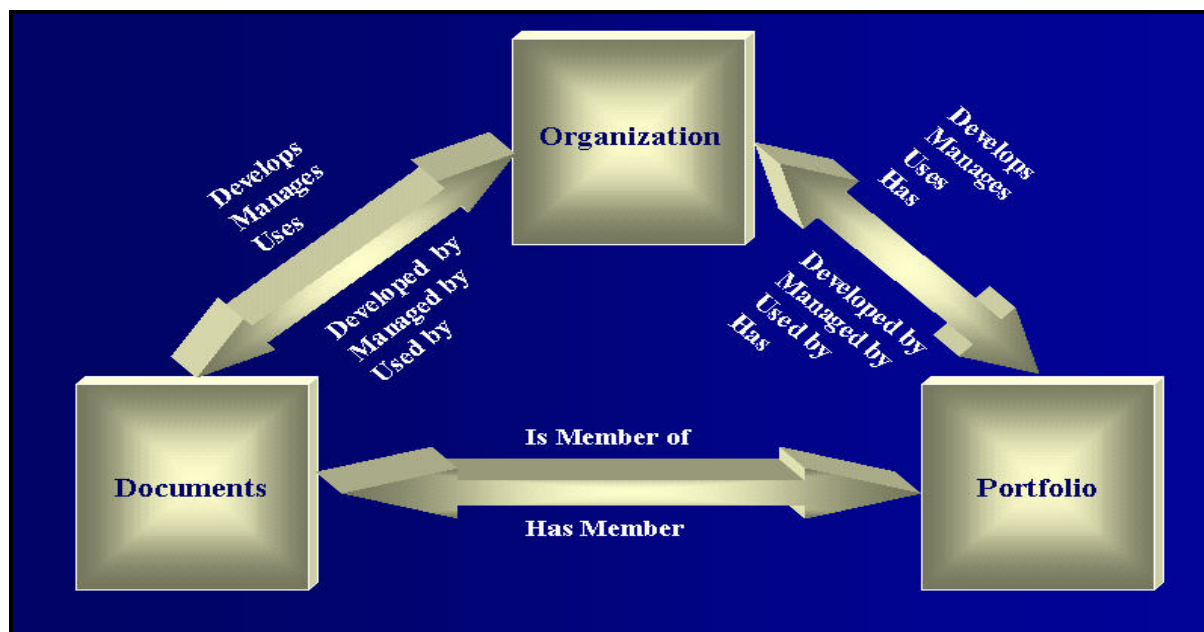 Organization
Develops
Manages
Uses
Developed by
Managed by
Used by
Develops
Manages
Uses
Has
Developed by
Managed by
Used by
Has
Is Member of
Documents
Portfolio
Has Member